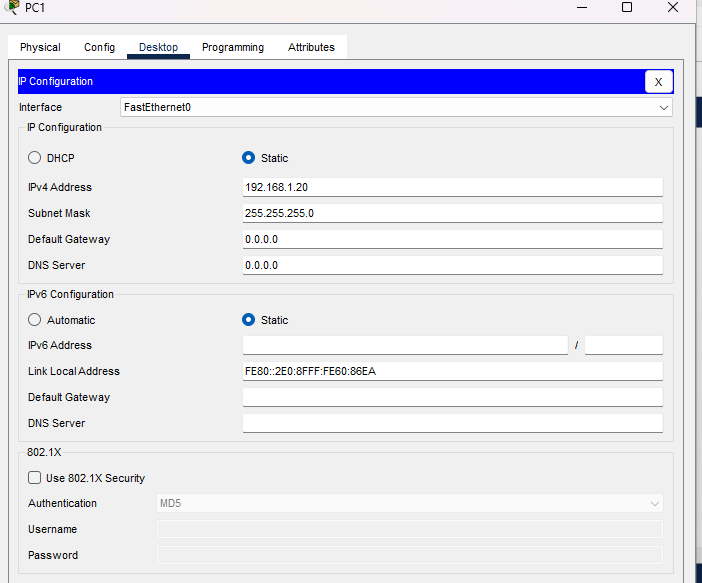 PC1
Physical Config Desktop Programming Attributes
IP Configuration X
Interface FastEthernet0
IP Configuration
DHCP Static
IPv4 Address 192.168.1.20
Subnet Mask 255.255.255.0
Default Gateway 0.0.0.0
DNS Server 0.0.0.0
IPv6 Configuration
Automatic Static
IPv6 Address /
Link Local Address FE80::2E0:8FFF:FE60:86EA
Default Gateway
DNS Server
802.1X
Use 802.1X Security
Authentication MD5
Username
Password